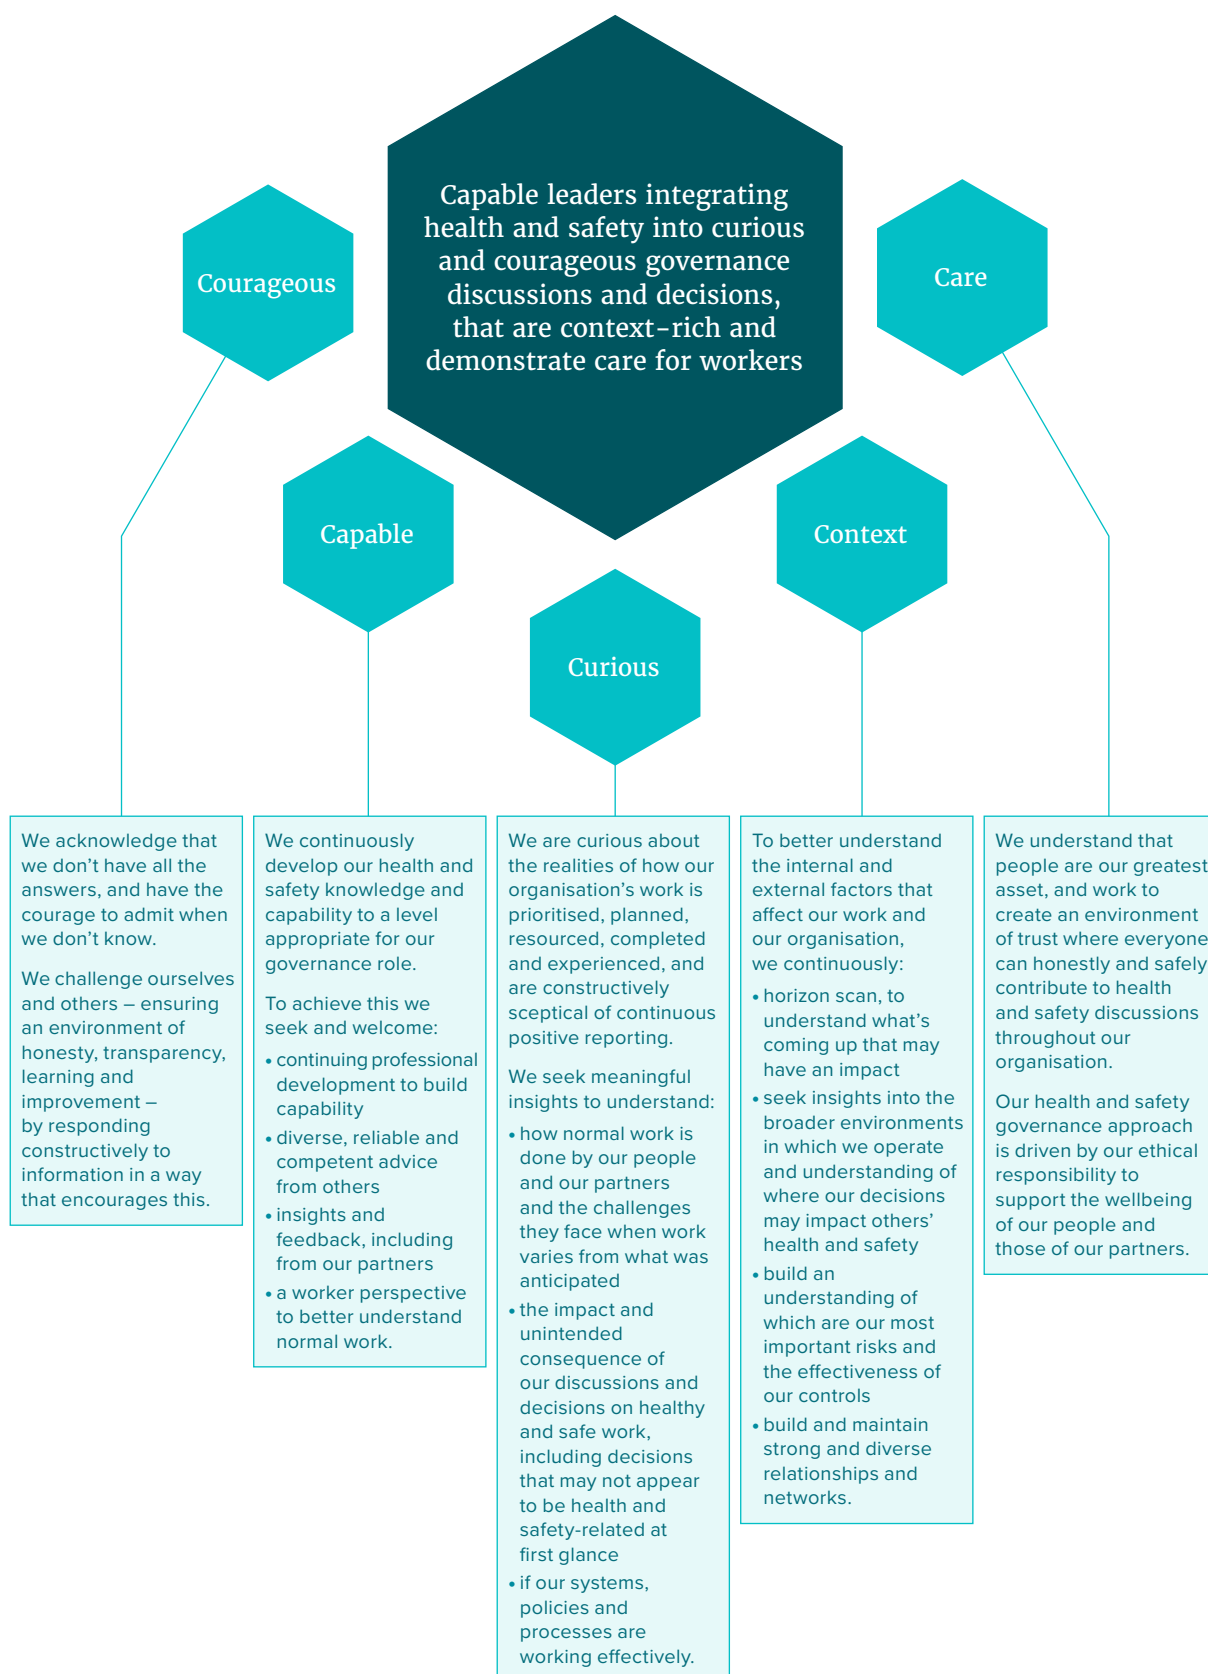 Capable leaders integrating
health and safety into curious
and courageous governance
discussions and decisions,
that are context-rich and
demonstrate care for workers
Courageous
Care
Capable
Context
Curious
We acknowledge that
we don’t have all the
answers, and have the
courage to admit when
we don’t know.
We challenge ourselves
and others – ensuring
an environment of
honesty, transparency,
learning and
improvement –
by responding
constructively to
information in a way
that encourages this.
We continuously
develop our health and
safety knowledge and
capability to a level
appropriate for our
governance role.
To achieve this we
seek and welcome:
• continuing professional
development to build
capability
• diverse, reliable and
competent advice
from others
• insights and
feedback, including
from our partners
• a worker perspective
to better understand
normal work.
We are curious about
the realities of how our
organisation’s work is
prioritised, planned,
resourced, completed
and experienced, and
are constructively
sceptical of continuous
positive reporting.
We seek meaningful
insights to understand:
• how normal work is
done by our people
and our partners
and the challenges
they face when work
varies from what was
anticipated
• the impact and
unintended
consequence of
our discussions and
decisions on healthy
and safe work,
including decisions
that may not appear
to be health and
safety-related at
first glance
• if our systems,
policies and
processes are
working effectively.
To better understand
the internal and
external factors that
affect our work and
our organisation,
we continuously:
• horizon scan, to
understand what’s
coming up that may
have an impact
• seek insights into the
broader environments
in which we operate
and understanding of
where our decisions
may impact others’
health and safety
• build an
understanding of
which are our most
important risks and
the effectiveness of
our controls
• build and maintain
strong and diverse
relationships and
networks.
We understand that
people are our greatest
asset, and work to
create an environment
of trust where everyone
can honestly and safely
contribute to health
and safety discussions
throughout our
organisation.
Our health and safety
governance approach
is driven by our ethical
responsibility to
support the wellbeing
of our people and
those of our partners.